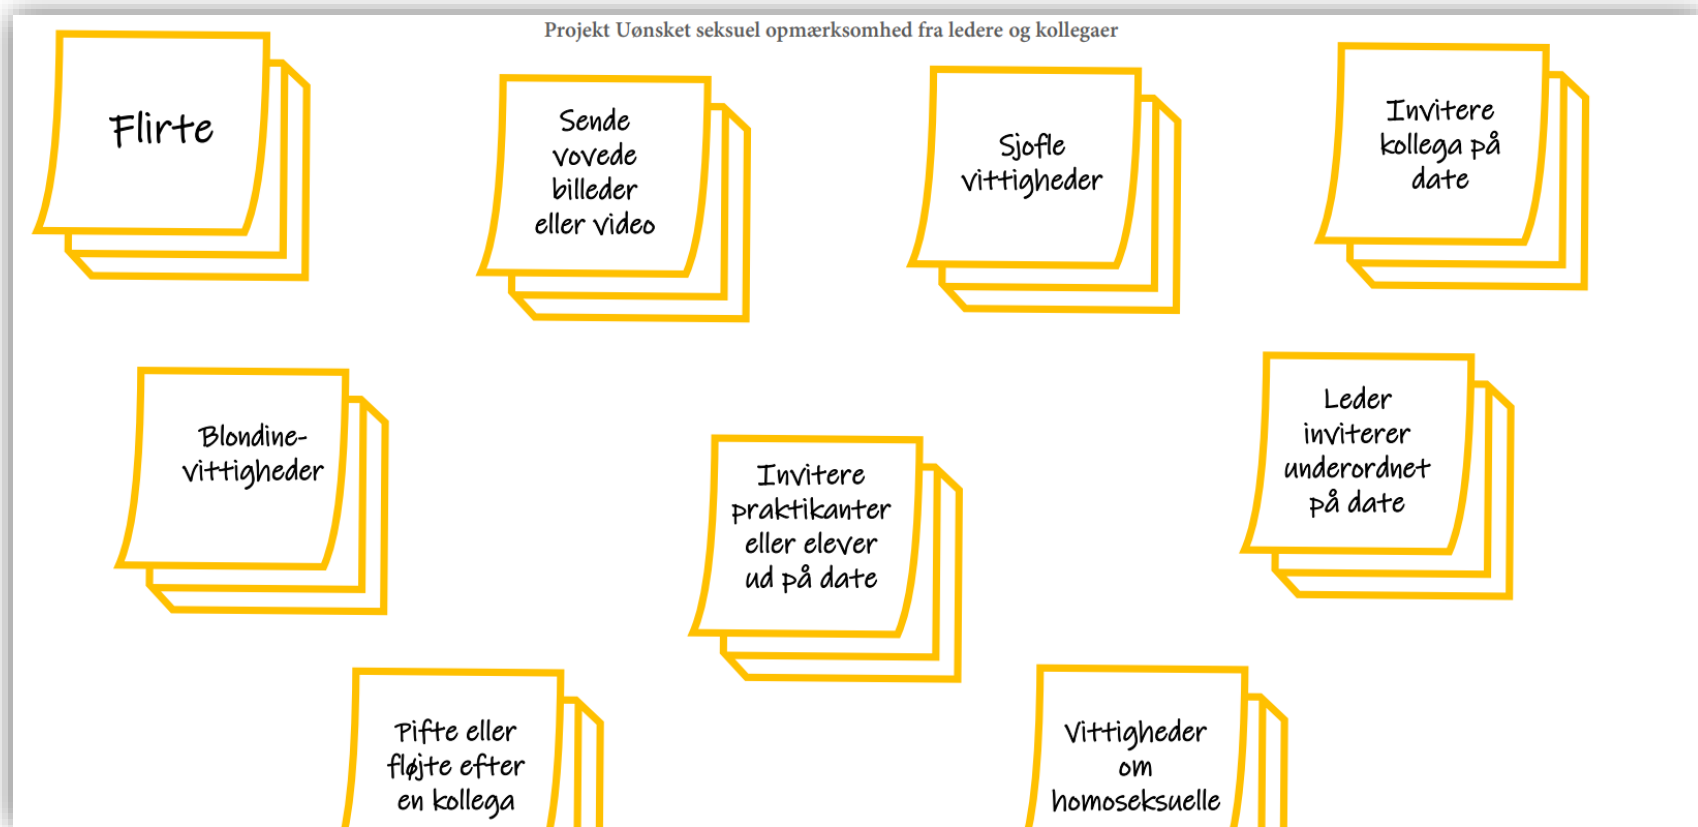 Projekt Uønsket seksuel opmærksomhed fra ledere og kollegaer
Flirte
Sende
vovede
billeder
eller video
Sjofle
vittigheder
Invitere
kollega på
date
Blondine-
vittigheder
Invitere
praktikanter
eller elever
ud på date
Leder
inviterer
underordnet
på date
Pifte eller
fløjte efter
en kollega
Vittigheder
om
homoseksuelle